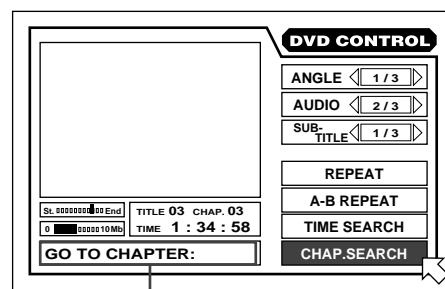 DVD CONTROL
ANGLE 1 / 3
AUDIO 2 / 3
SUB-TITLE 1 / 3
REPEAT
A-B REPEAT
TIME SEARCH
CHAP.SEARCH
St. End
0 10Mb
TITLE 03 CHAP. 03
TIME 1 : 34 : 58
GO TO CHAPTER: